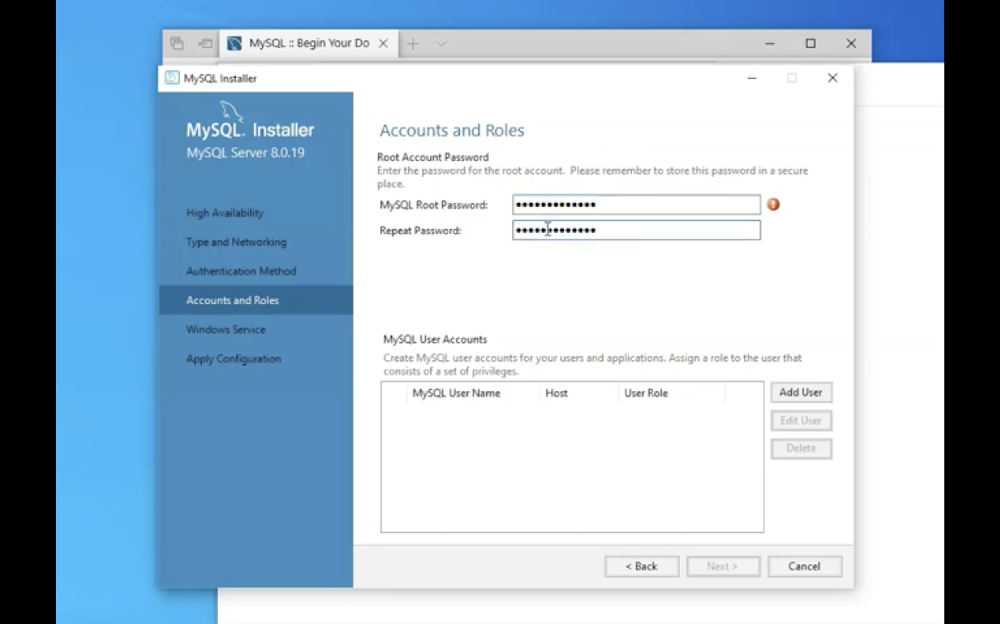 MySQL :: Begin Your Do
MySQL Installer
MySQL. Installer
MySQL Server 8.0.19
High Availability
Type and Networking
Authentication Method
Accounts and Roles
Windows Service
Apply Configuration
Accounts and Roles
Root Account Password
Enter the password for the root account. Please remember to store this password in a secure
place.
MySQL Root Password: •••••••••••••
Repeat Password: •••••••••••••
MySQL User Accounts
Create MySQL user accounts for your users and applications. Assign a role to the user that
consists of a set of privileges.
MySQL User Name Host User Role
Add User
Edit User
Delete
< Back Next > Cancel